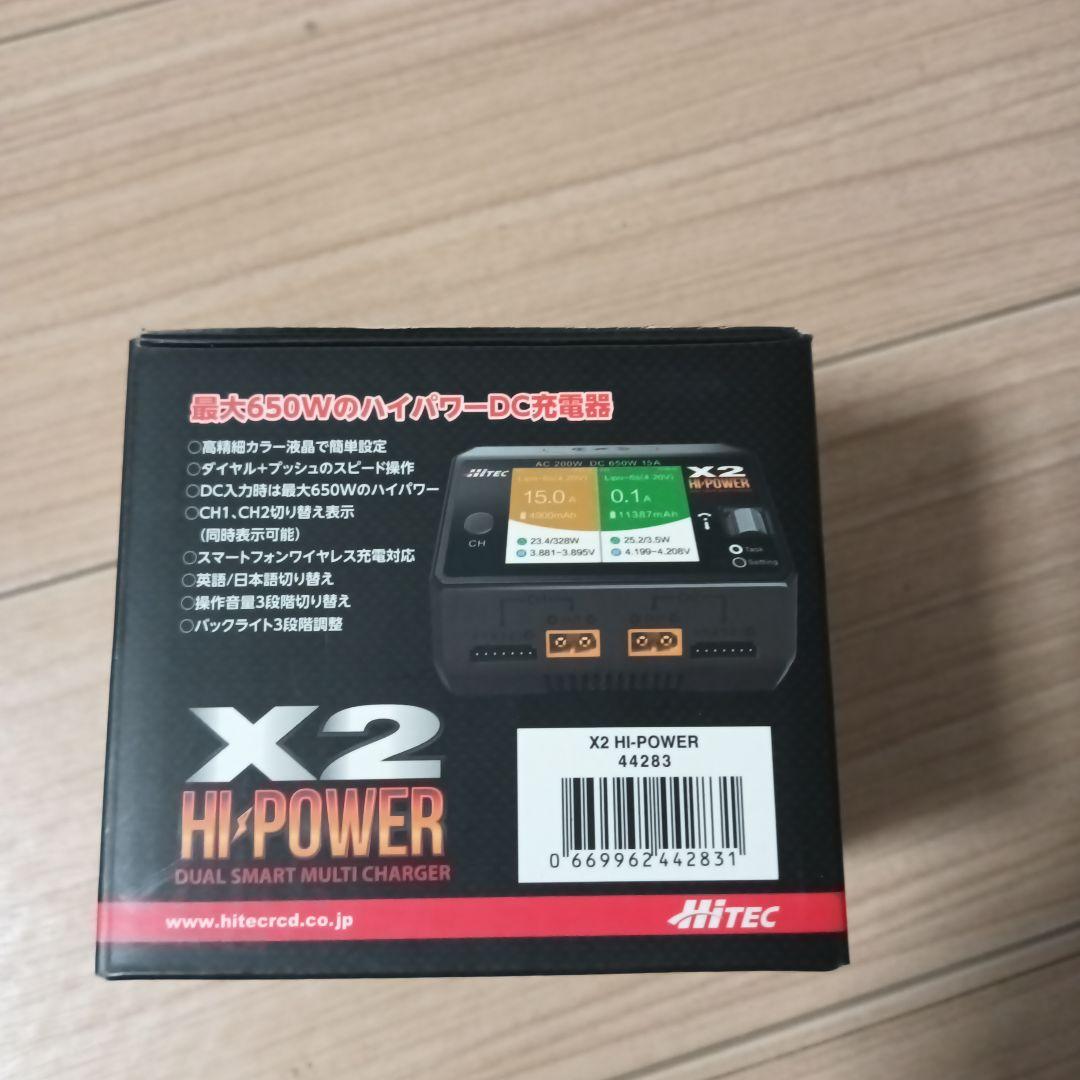 最大650WのハイパワーDC充電器
○高精細カラー液晶で簡単設定
○ダイヤル+プッシュのスピード操作
○DC入力時は最大650Wのハイパワー
○CH1、CH2切り替え表示
(同時表示可能)
○スマートフォンワイヤレス充電対応
○英語/日本語切り替え
○操作音量3段階切り替え
○バックライト3段階調整
AC 200W DC 650W 15A
HiTEC
X2
HI-POWER
Lipo-6s(4.20V) Lipo-6s(4.20V)
15.0A 0.1A
4900mAh 11387mAh
23.4/328W 25.2/3.5W
3.881~3.895V 4.199~4.208V
CH
Task
Setting
X2
HI POWER
DUAL SMART MULTI CHARGER
X2 HI-POWER
44283
0 669962 442831
www.hitecrcd.co.jp
HiTEC